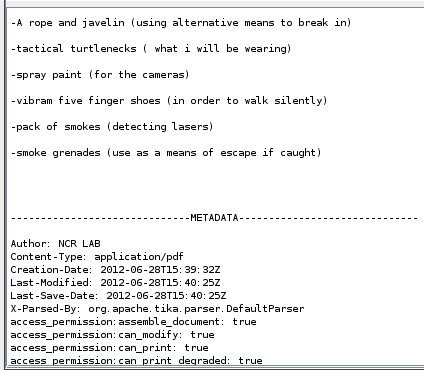 -A rope and javelin (using alternative means to break in)
-tactical turtlenecks ( what i will be wearing)
-spray paint (for the cameras)
-vibram five finger shoes (in order to walk silently)
-pack of smokes (detecting lasers)
-smoke grenades (use as a means of escape if caught)
------------------------------METADATA------------------------------
Author: NCR LAB
Content-Type: application/pdf
Creation-Date: 2012-06-28T15:39:32Z
Last-Modified: 2012-06-28T15:40:25Z
Last-Save-Date: 2012-06-28T15:40:25Z
X-Parsed-By: org.apache.tika.parser.DefaultParser
access_permission:assemble_document: true
access_permission:can_modify: true
access_permission:can_print: true
access_permission:can_print_degraded: true